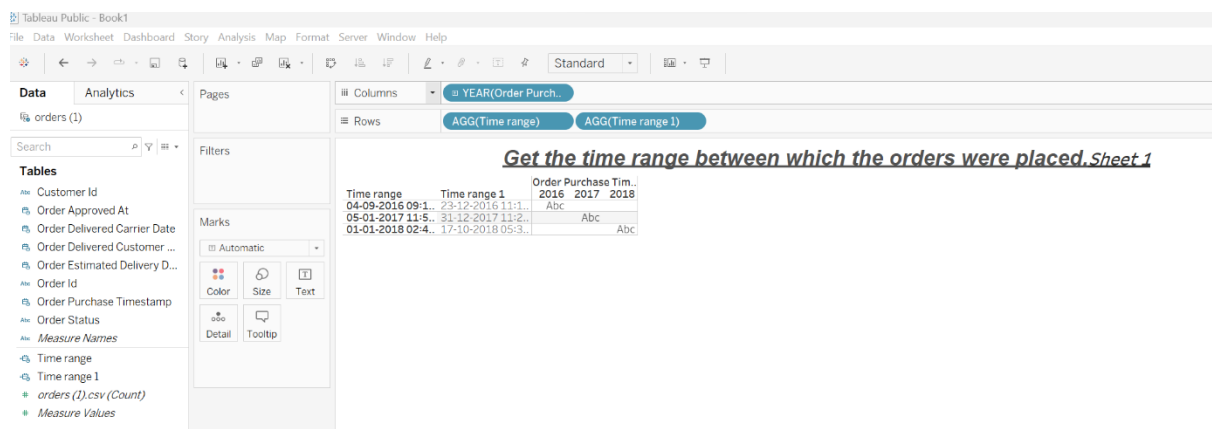 Tableau Public - Book1
File Data Worksheet Dashboard Story Analysis Map Format Server Window Help
Standard
Data Analytics
orders (1)
Search
Tables
Customer Id
Order Approved At
Order Delivered Carrier Date
Order Delivered Customer ...
Order Estimated Delivery D...
Order Id
Order Purchase Timestamp
Order Status
Measure Names
Time range
Time range 1
orders (1).csv (Count)
Measure Values
Pages
Filters
Marks
Automatic
Color Size Text
Detail Tooltip
Columns YEAR(Order Purch..
Rows AGG(Time range) AGG(Time range 1)
Get the time range between which the orders were placed.Sheet 1
Order Purchase Tim..
Time range Time range 1 2016 2017 2018
04-09-2016 09:1.. 23-12-2016 11:1.. Abc
05-01-2017 11:5.. 31-12-2017 11:2.. Abc
01-01-2018 02:4.. 17-10-2018 05:3.. Abc